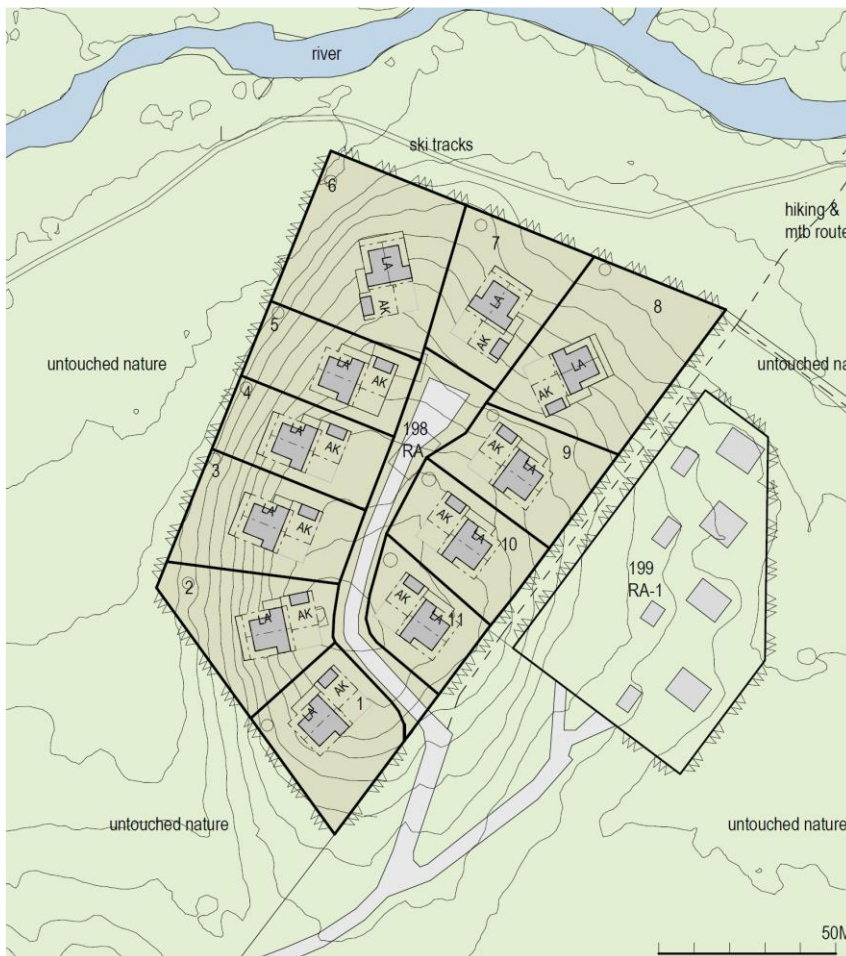 river
ski tracks
6
hiking &
mtb route
7
LA
8
5
AK
LA
AK
untouched nature
LA
AK
LA
untouched na
4
AK
198
RA
LA
AK
9
LA
3
AK
LA
AK
10
LA
199
RA-1
2
LA
AK
AK
LA
11
AK
1
LA
untouched nature
untouched nature
50M